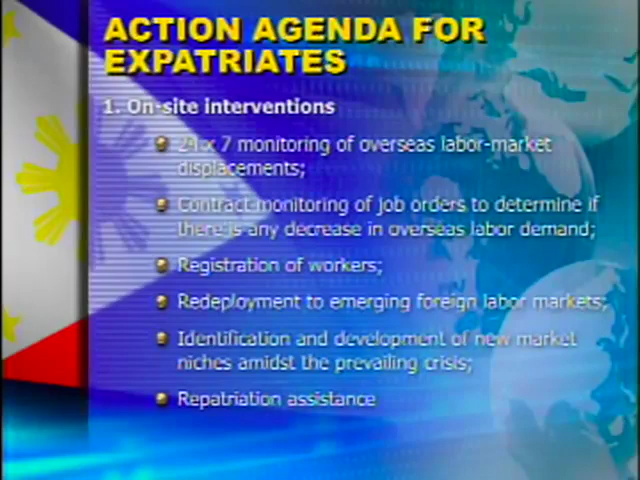 ACTION AGENDA FOR
EXPATRIATES
1. On-site interventions
24 x 7 monitoring of overseas labor-market
displacements;
Contract monitoring of job orders to determine if
there is any decrease in overseas labor demand;
Registration of workers;
Redeployment to emerging foreign labor markets;
Identification and development of new market
niches amidst the prevailing crisis;
Repatriation assistance